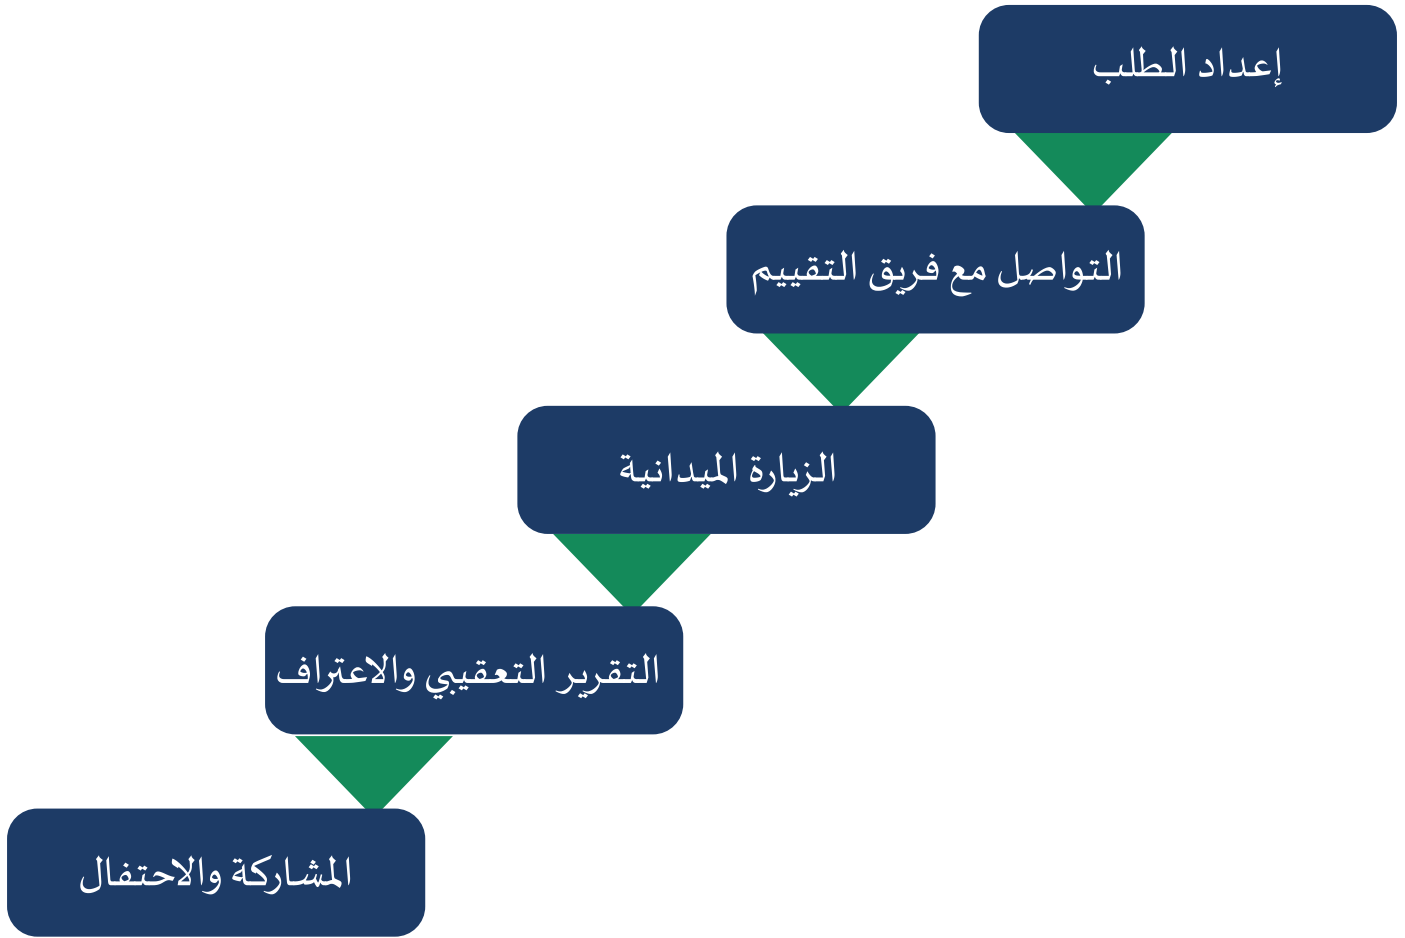 إعداد الطلب
التواصل مع فريق التقييم
الزيارة الميدانية
التقرير التعقيبي والاعتراف
المشاركة والاحتفال